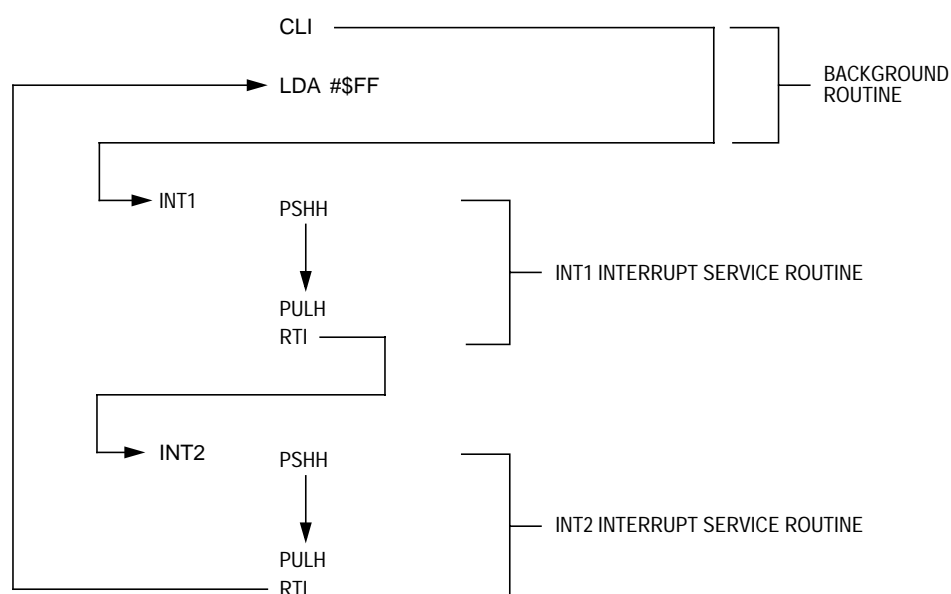 CLI
LDA #$FF
BACKGROUND
ROUTINE
INT1
PSHH
INT1 INTERRUPT SERVICE ROUTINE
PULH
RTI
INT2
PSHH
INT2 INTERRUPT SERVICE ROUTINE
PULH
RTI